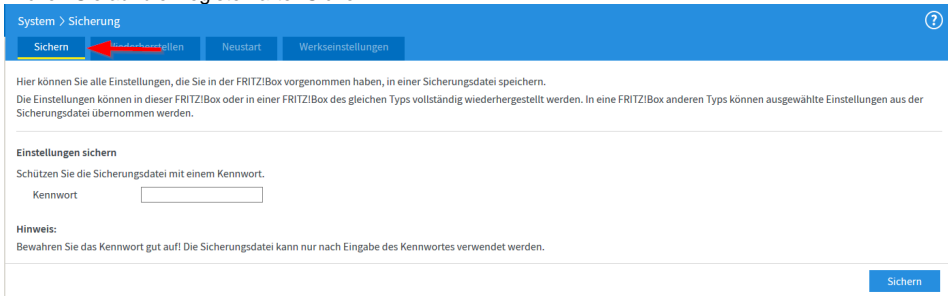 System > Sicherung
Sichern
Neustart
Werkseinstellungen
Hier können Sie alle Einstellungen, die Sie in der FRITZ!Box vorgenommen haben, in einer Sicherungsdatei speichern.
Die Einstellungen können in dieser FRITZ!Box oder in einer FRITZ!Box des gleichen Typs vollständig wiederhergestellt werden. In eine FRITZ!Box anderen Typs können ausgewählte Einstellungen aus der
Sicherungsdatei übernommen werden.
Einstellungen sichern
Schützen Sie die Sicherungsdatei mit einem Kennwort.
Kennwort
Hinweis:
Bewahren Sie das Kennwort gut auf! Die Sicherungsdatei kann nur nach Eingabe des Kennwortes verwendet werden.
Sichern